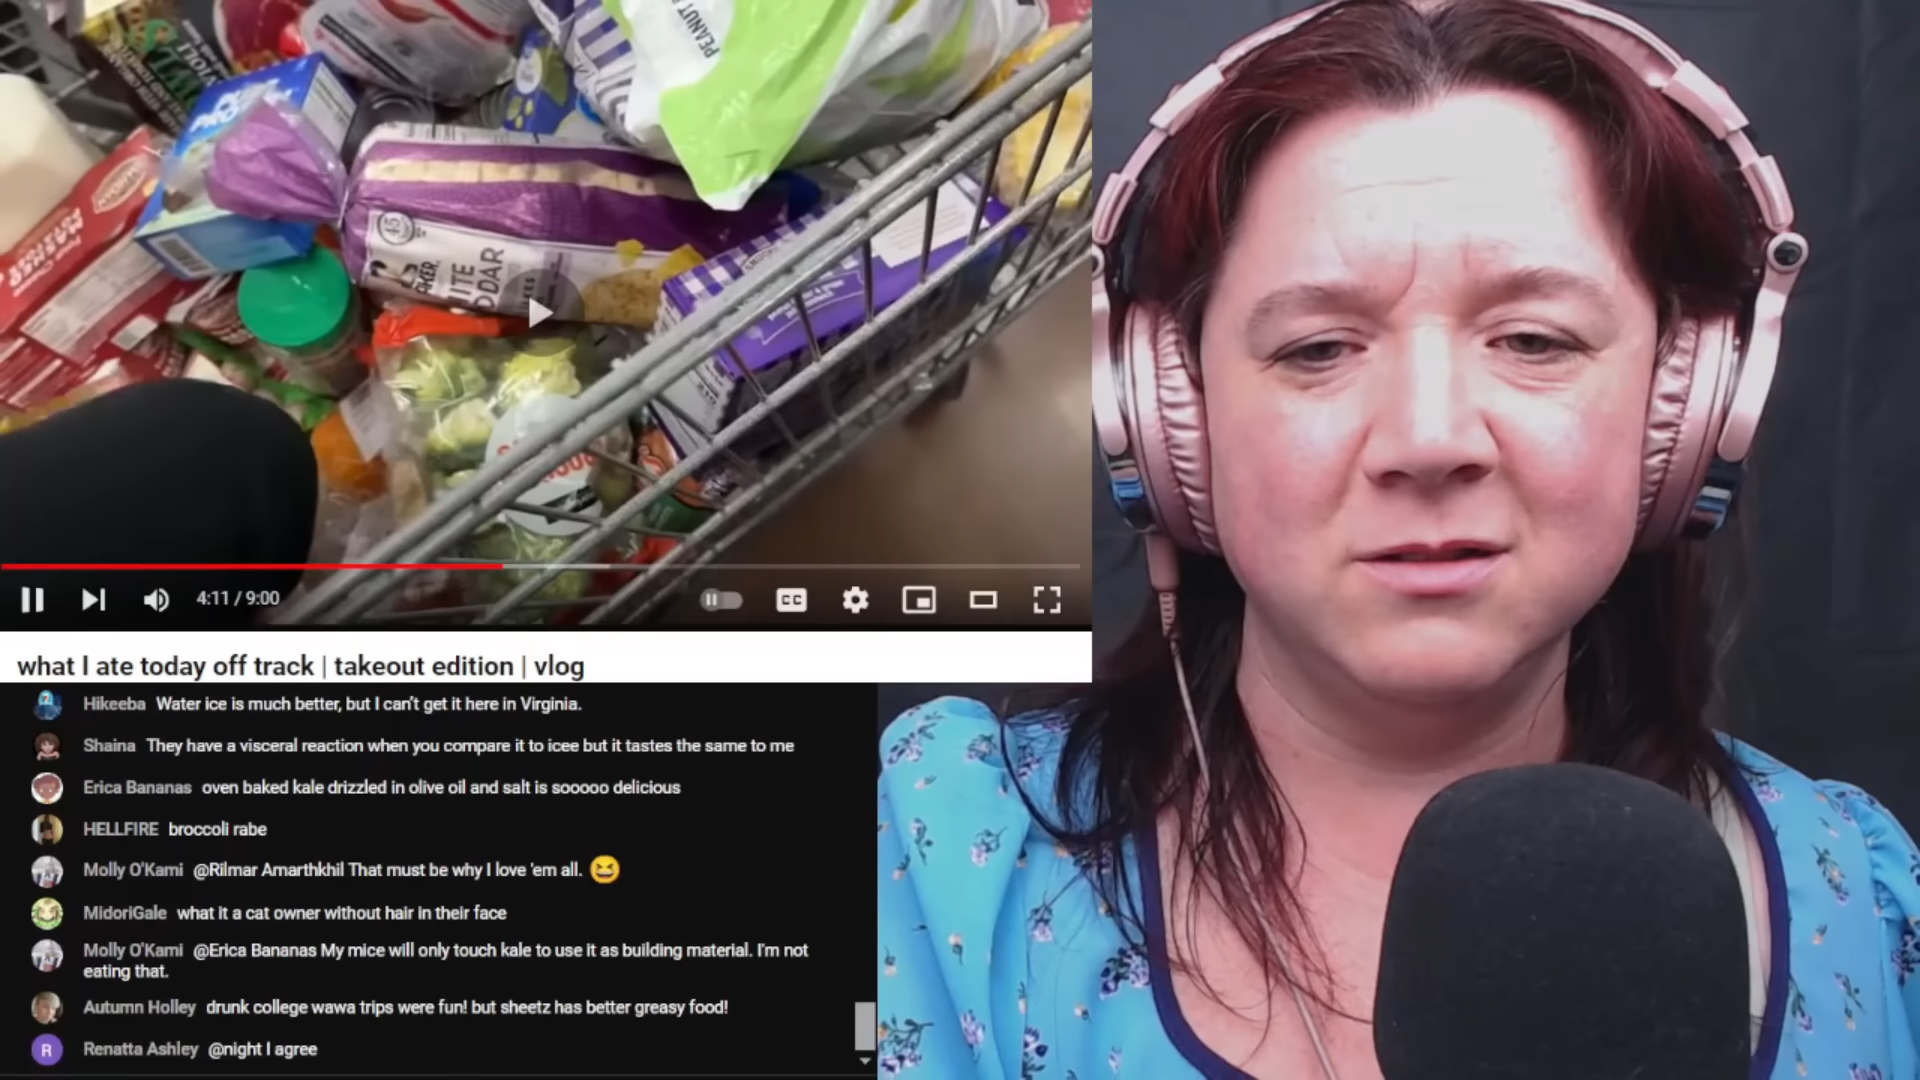 PEANUT
45
WHITE
CHEDDAR
4:11 / 9:00
CC
what I ate today off track | takeout edition | vlog
Hikeeba Water ice is much better, but I can't get it here in Virginia.
Shaina They have a visceral reaction when you compare it to icee but it tastes the same to me
Erica Bananas oven baked kale drizzled in olive oil and salt is sooooo delicious
HELLFIRE broccoli rabe
Molly O'Kami @Rilmar Amarthkhil That must be why I love 'em all. 😆
MidoriGale what it a cat owner without hair in their face
Molly O'Kami @Erica Bananas My mice will only touch kale to use it as building material. I'm not
eating that.
Autumn Holley drunk college wawa trips were fun! but sheetz has better greasy food!
R Renatta Ashley @night I agree